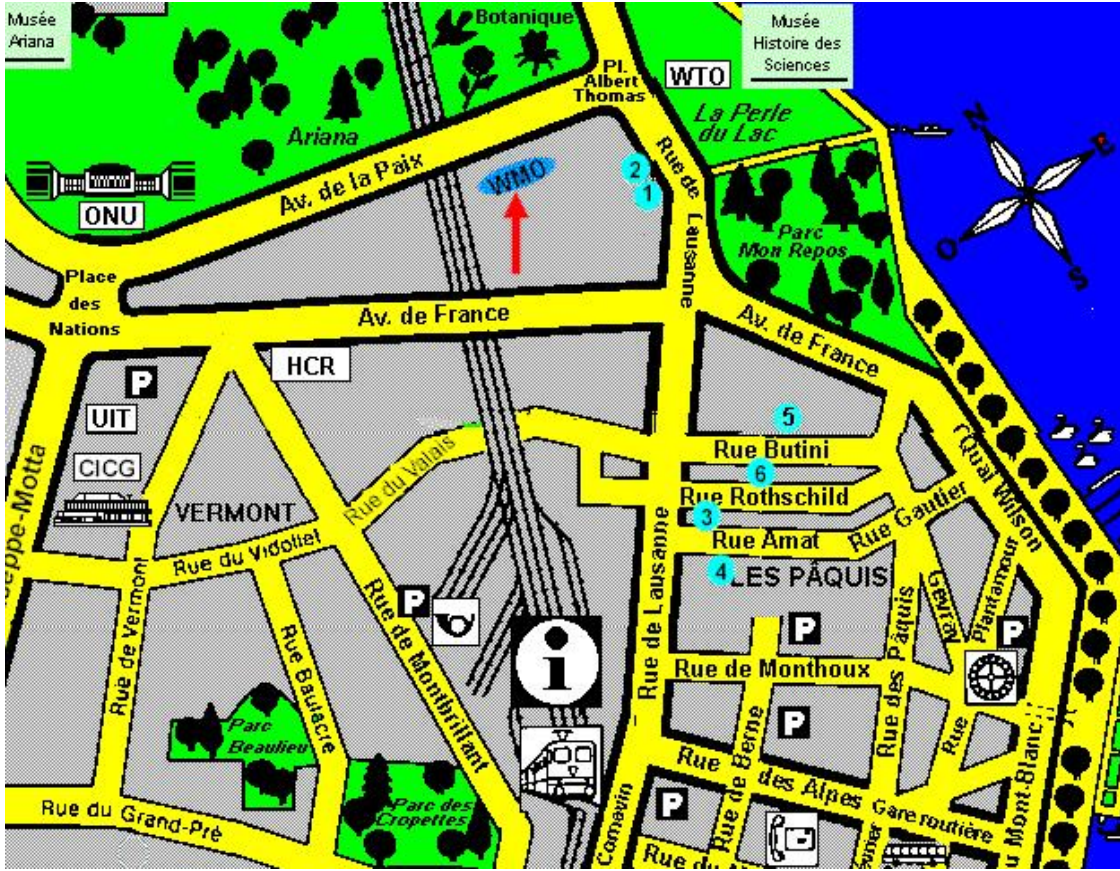 Musée
Ariana
Botanique
Musée
Histoire des
Sciences
Pl.
Albert
Thomas
WTO
La Perle
du Lac
Ariana
N
E
O
S
ONU
Av. de la Paix
WMO
2
1
Rue de Lausanne
Parc
Mon Repos
Place
des
Nations
Av. de France
Av. de France
HCR
P
UIT
CICG
5
Rue Butini
6
Rue Rothschild
3
Rue Amat
Rue Gautier
4
LES PÂQUIS
Quai Wilson
Rue du Valais
VERMONT
Rue du Vidollet
Rue de Vermont
eppe-Motta
Rue de Montbrillant
Rue Baulacre
P
i
Rue de Lausanne
Gevray
Plantamour
P
P
Rue de Monthoux
Rue des Pâquis
Rue
P
Rue de Berne
Parc
Beaulieu
Rue des Alpes
Gare routière
u Mont-Blanc
P
Parc des
Cropettes
Rue du Grand-Pré
Cornavin